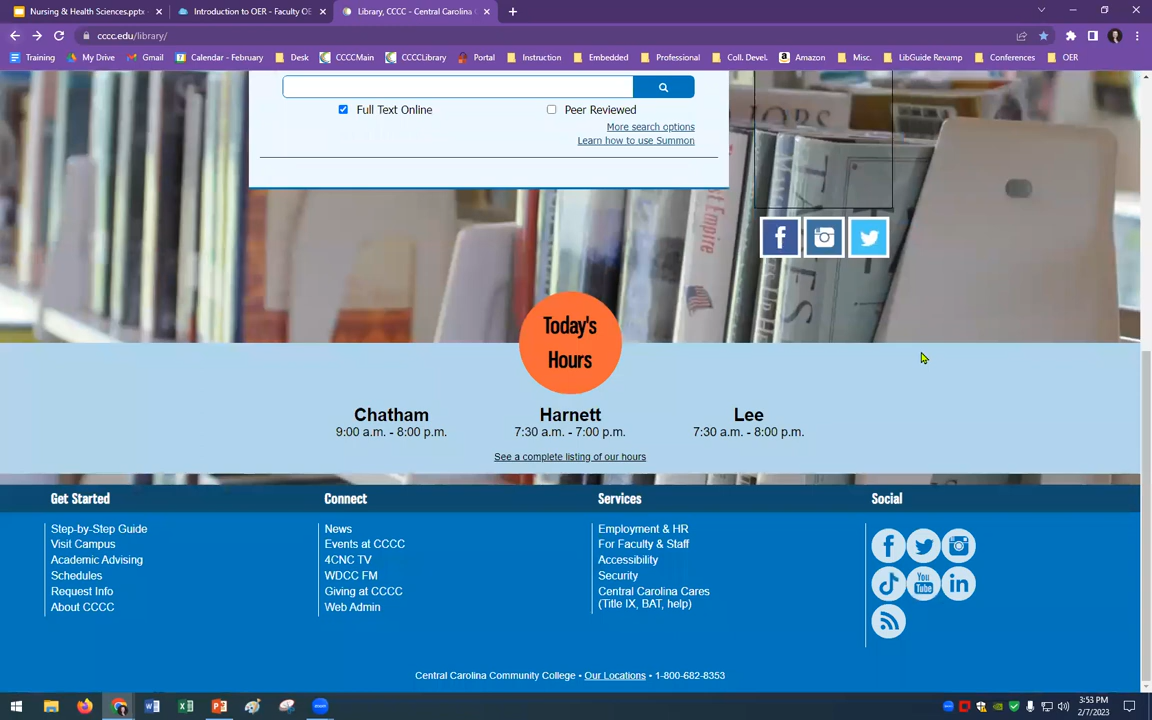 Nursing & Health Sciences.pptx
Introduction to OER - Faculty OE
Library, CCCC - Central Carolina
cccc.edu/library/
Training
My Drive
Gmail
Calendar - February
Desk
CCCCMain
CCCCLibrary
Portal
Instruction
Embedded
Professional
Coll. Devel.
Amazon
Misc.
LibGuide Revamp
Conferences
OER
Full Text Online
Peer Reviewed
More search options
Learn how to use Summon
Today's
Hours
Chatham
Harnett
Lee
9:00 a.m. - 8:00 p.m.
7:30 a.m. - 7:00 p.m.
7:30 a.m. - 8:00 p.m.
See a complete listing of our hours
Get Started
Step-by-Step Guide
Visit Campus
Academic Advising
Schedules
Request Info
About CCCC
Connect
News
Events at CCCC
4CNC TV
WDCC FM
Giving at CCCC
Web Admin
Services
Employment & HR
For Faculty & Staff
Accessibility
Security
Central Carolina Cares
(Title IX, BAT, help)
Social
You
Tube
in
Central Carolina Community College • Our Locations • 1-800-682-8353
3:53 PM
2/7/2023